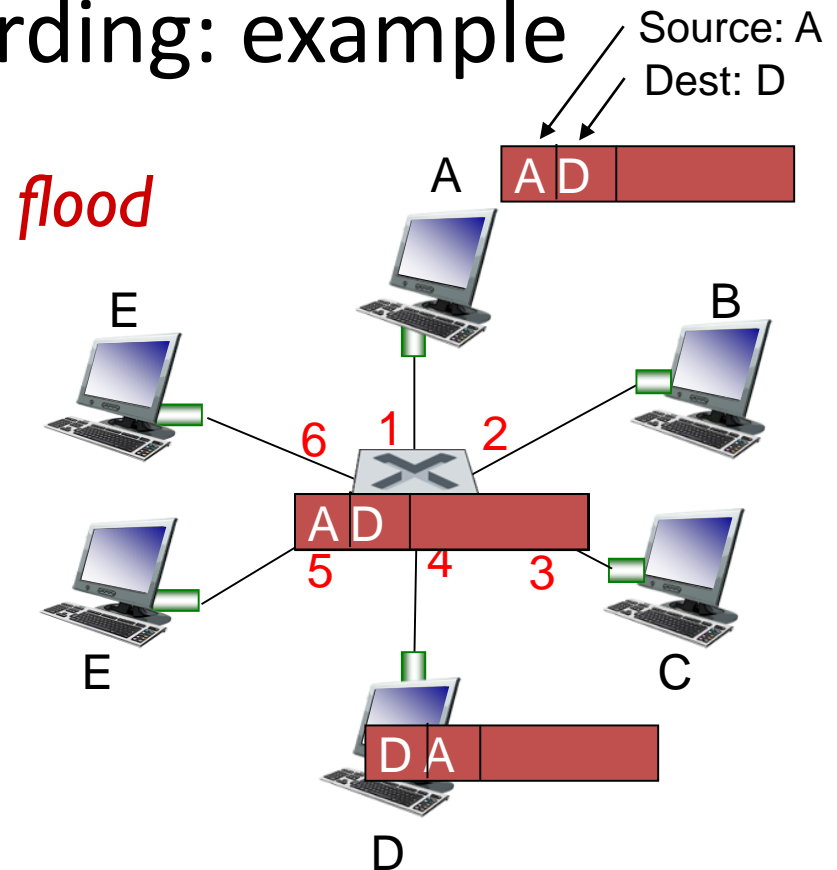 rding: example
Source: A
Dest: D
A
A D
flood
E
B
6 1 2
A D
5 4 3
E
C
D A
D